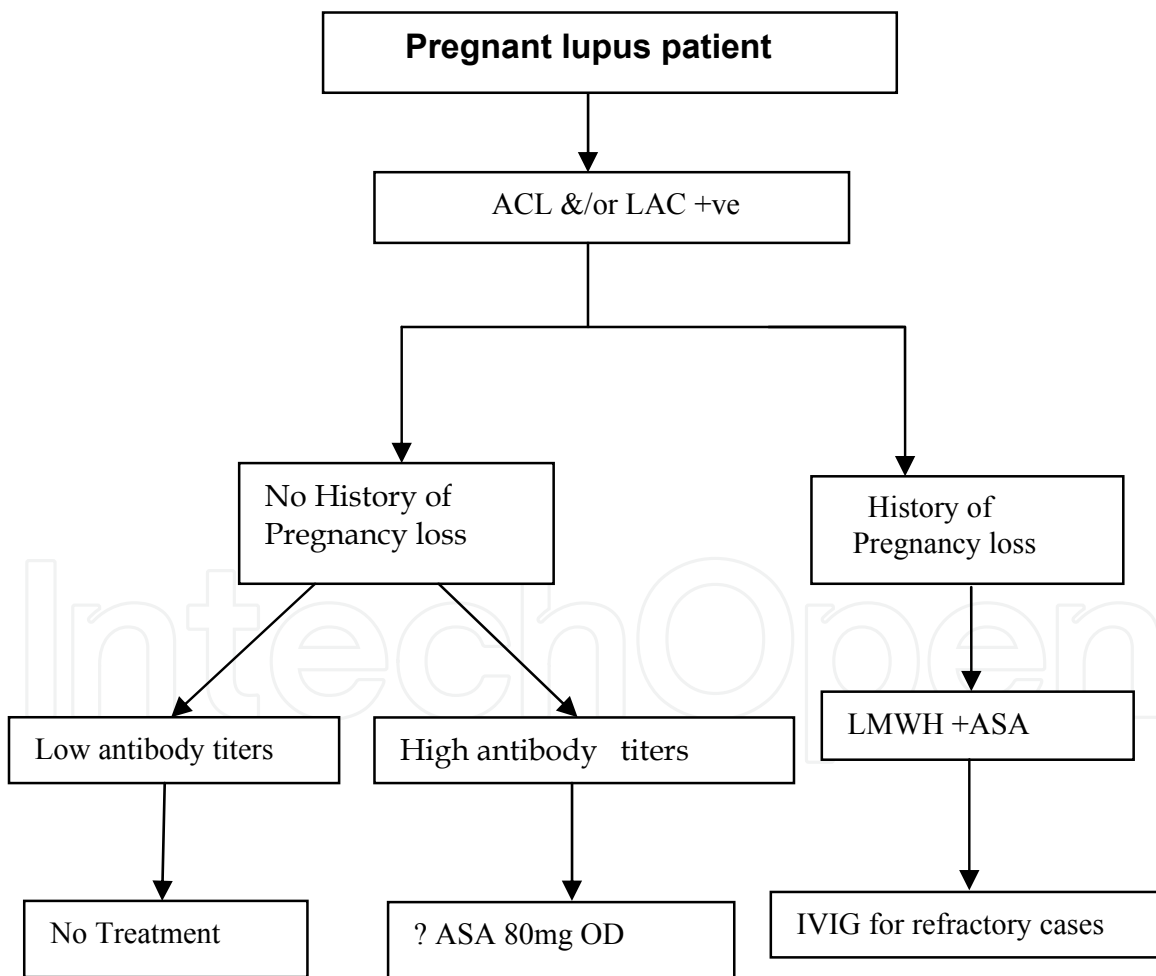 Pregnant lupus patient
ACL &/or LAC +ve
No History of
Pregnancy loss
History of
Pregnancy loss
Low antibody titers
High antibody titers
LMWH +ASA
No Treatment
? ASA 80mg OD
IVIG for refractory cases
IntechOpen